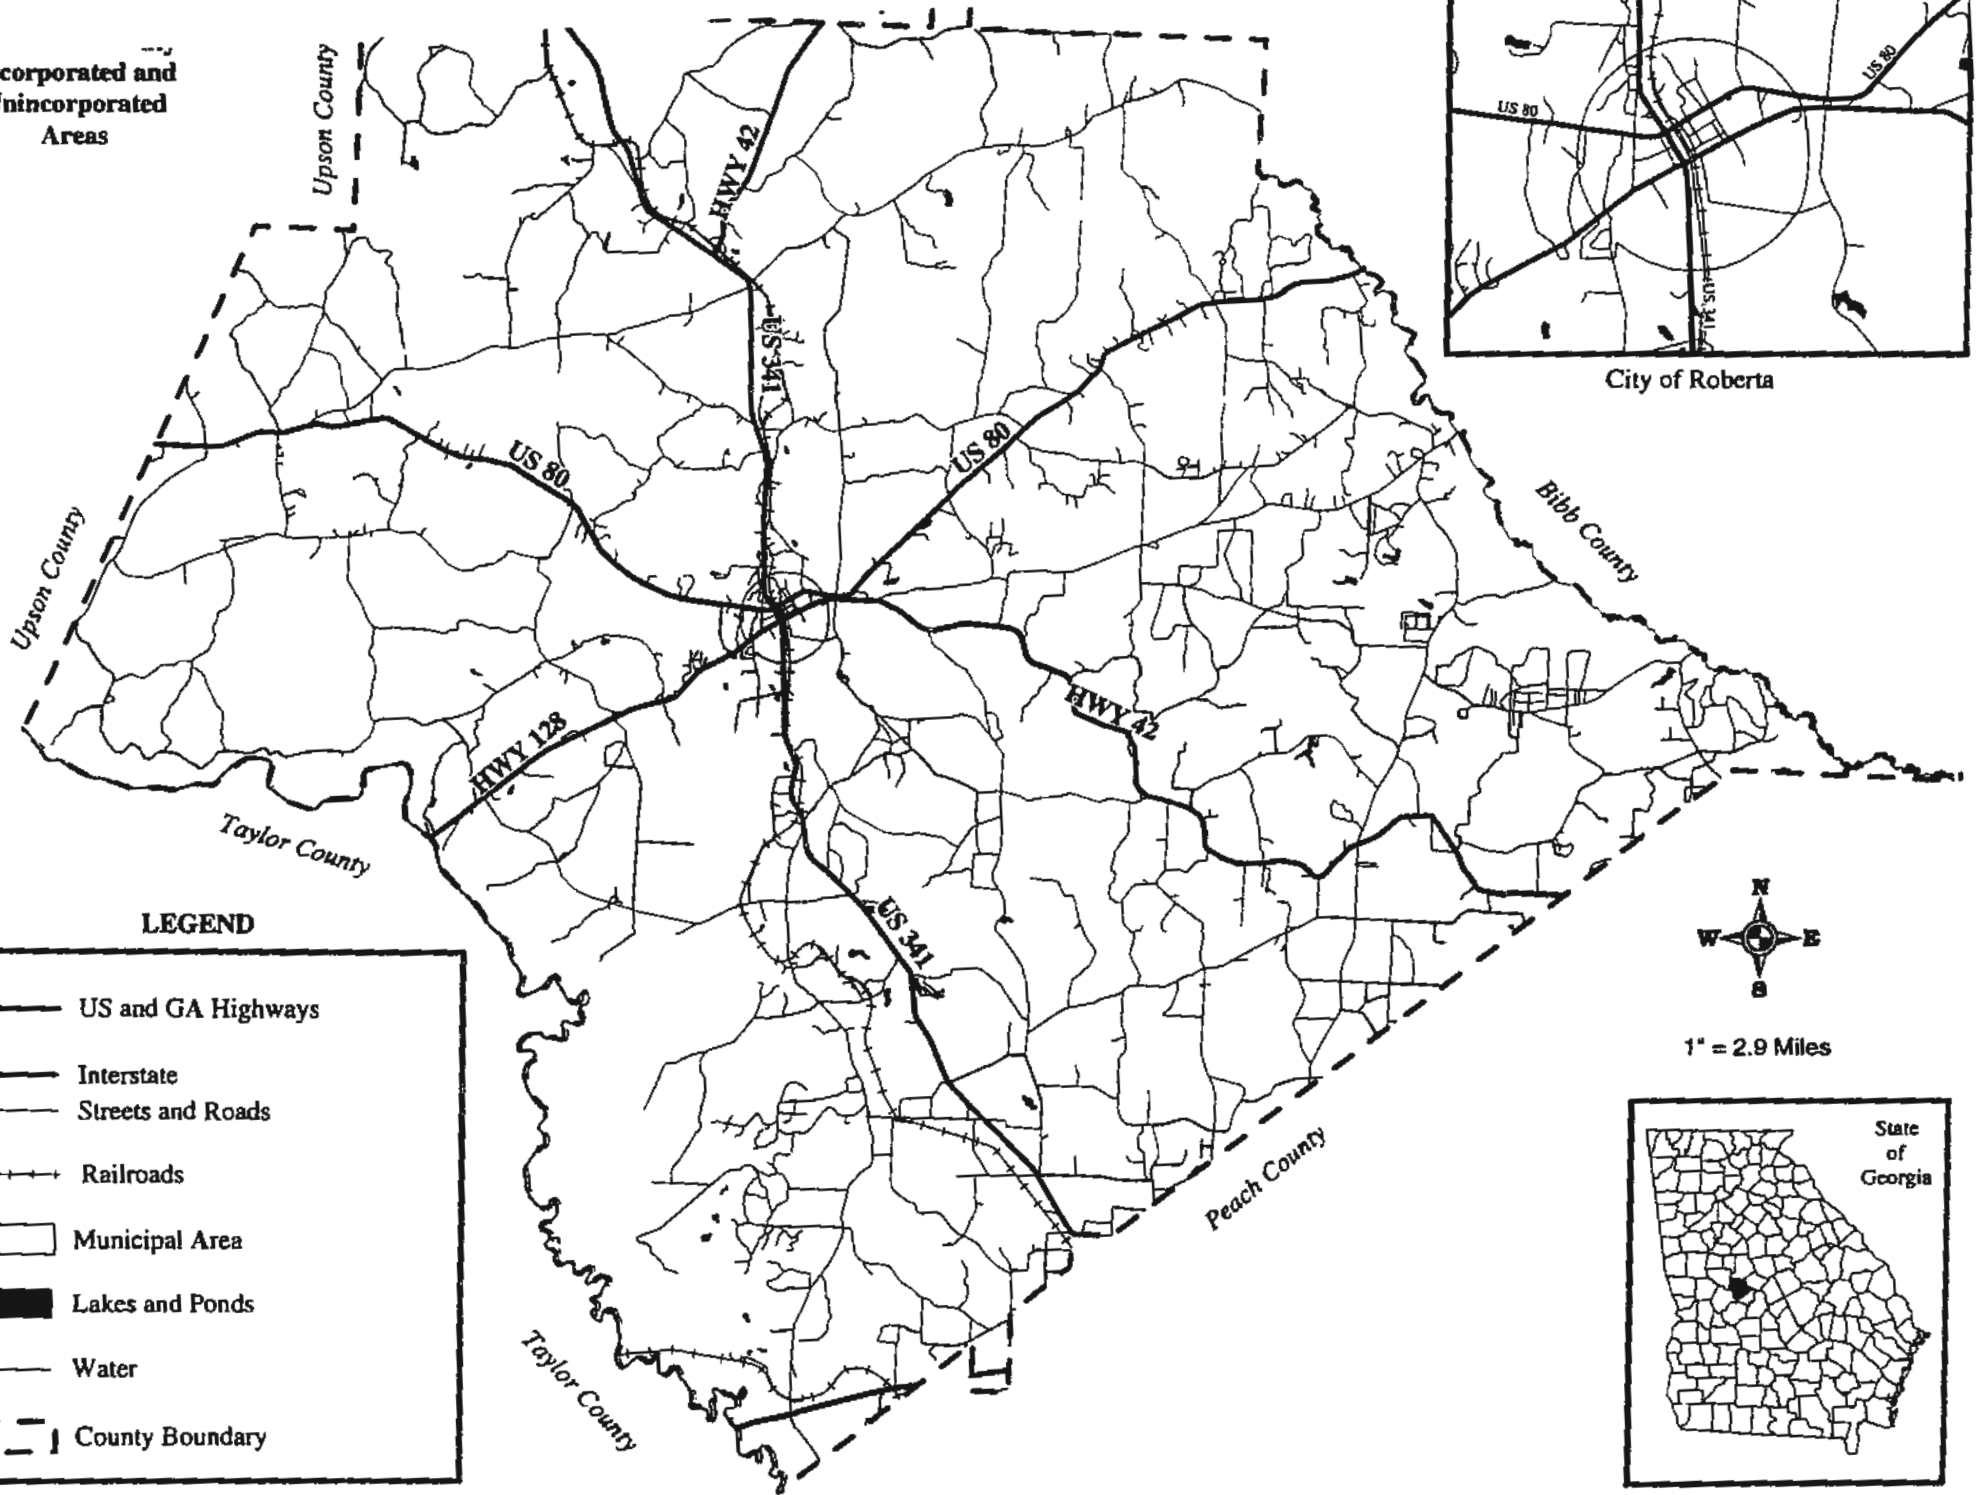 corporated and
nincorporated
Areas
Upson County
HWY 42
US 80
US 80
US 341
City of Roberta
US 341
US 80
US 80
Bibb County
Upson County
HWY 42
HWY 128
Taylor County
US 341
LEGEND
US and GA Highways
Interstate
Streets and Roads
Railroads
Municipal Area
Lakes and Ponds
Water
County Boundary
N
W E
S
1" = 2.9 Miles
Peach County
State
of
Georgia
Taylor County